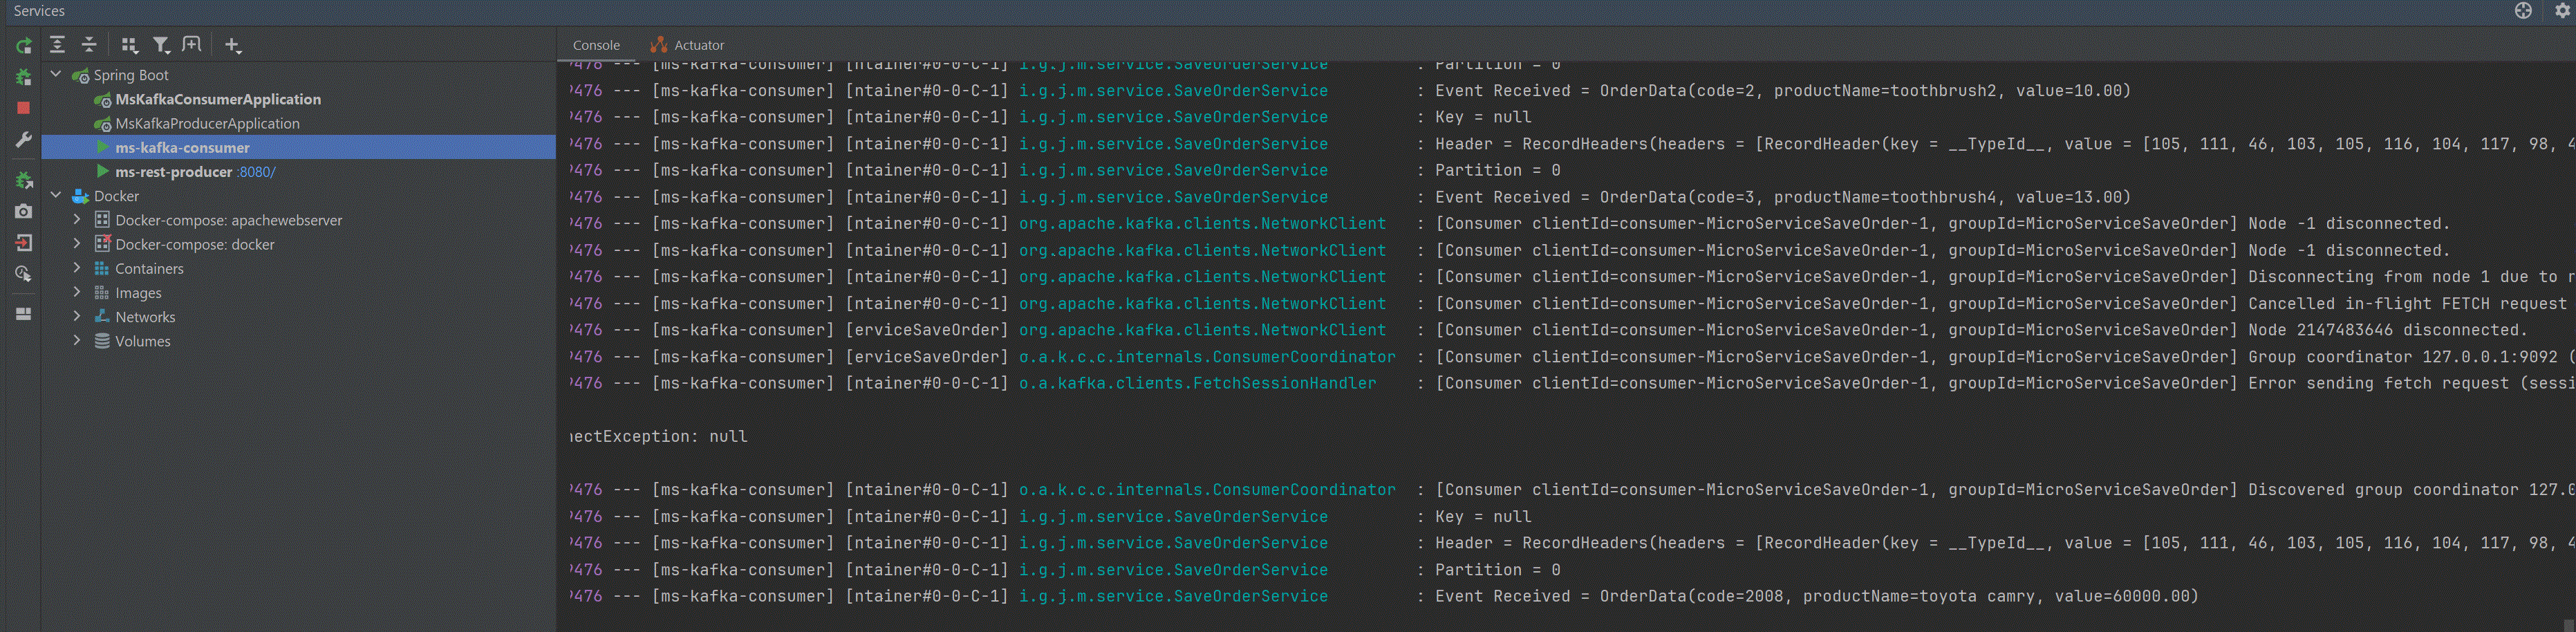 Services
Console
Actuator
Spring Boot
MsKafkaConsumerApplication
MsKafkaProducerApplication
ms-kafka-consumer
ms-rest-producer :8080/
Docker
Docker-compose: apachewebserver
Docker-compose: docker
Containers
Images
Networks
Volumes
9476 --- [ms-kafka-consumer] [ntainer#0-0-C-1] i.g.j.m.service.SaveOrderService : Partition = 0
9476 --- [ms-kafka-consumer] [ntainer#0-0-C-1] i.g.j.m.service.SaveOrderService : Event Received = OrderData(code=2, productName=toothbrush2, value=10.00)
9476 --- [ms-kafka-consumer] [ntainer#0-0-C-1] i.g.j.m.service.SaveOrderService : Key = null
9476 --- [ms-kafka-consumer] [ntainer#0-0-C-1] i.g.j.m.service.SaveOrderService : Header = RecordHeaders(headers = [RecordHeader(key = __TypeId__, value = [105, 111, 46, 103, 105, 116, 104, 117, 98, 4
9476 --- [ms-kafka-consumer] [ntainer#0-0-C-1] i.g.j.m.service.SaveOrderService : Partition = 0
9476 --- [ms-kafka-consumer] [ntainer#0-0-C-1] i.g.j.m.service.SaveOrderService : Event Received = OrderData(code=3, productName=toothbrush4, value=13.00)
9476 --- [ms-kafka-consumer] [ntainer#0-0-C-1] org.apache.kafka.clients.NetworkClient : [Consumer clientId=consumer-MicroServiceSaveOrder-1, groupId=MicroServiceSaveOrder] Node -1 disconnected.
9476 --- [ms-kafka-consumer] [ntainer#0-0-C-1] org.apache.kafka.clients.NetworkClient : [Consumer clientId=consumer-MicroServiceSaveOrder-1, groupId=MicroServiceSaveOrder] Node -1 disconnected.
9476 --- [ms-kafka-consumer] [ntainer#0-0-C-1] org.apache.kafka.clients.NetworkClient : [Consumer clientId=consumer-MicroServiceSaveOrder-1, groupId=MicroServiceSaveOrder] Disconnecting from node 1 due to
9476 --- [ms-kafka-consumer] [ntainer#0-0-C-1] org.apache.kafka.clients.NetworkClient : [Consumer clientId=consumer-MicroServiceSaveOrder-1, groupId=MicroServiceSaveOrder] Cancelled in-flight FETCH request
9476 --- [ms-kafka-consumer] [erviceSaveOrder] org.apache.kafka.clients.NetworkClient : [Consumer clientId=consumer-MicroServiceSaveOrder-1, groupId=MicroServiceSaveOrder] Node 2147483646 disconnected.
9476 --- [ms-kafka-consumer] [erviceSaveOrder] o.a.k.c.c.internals.ConsumerCoordinator : [Consumer clientId=consumer-MicroServiceSaveOrder-1, groupId=MicroServiceSaveOrder] Group coordinator 127.0.0.1:9092 (
9476 --- [ms-kafka-consumer] [ntainer#0-0-C-1] o.a.kafka.clients.FetchSessionHandler : [Consumer clientId=consumer-MicroServiceSaveOrder-1, groupId=MicroServiceSaveOrder] Error sending fetch request (sessi
nectException: null
9476 --- [ms-kafka-consumer] [ntainer#0-0-C-1] o.a.k.c.c.internals.ConsumerCoordinator : [Consumer clientId=consumer-MicroServiceSaveOrder-1, groupId=MicroServiceSaveOrder] Discovered group coordinator 127.0
9476 --- [ms-kafka-consumer] [ntainer#0-0-C-1] i.g.j.m.service.SaveOrderService : Key = null
9476 --- [ms-kafka-consumer] [ntainer#0-0-C-1] i.g.j.m.service.SaveOrderService : Header = RecordHeaders(headers = [RecordHeader(key = __TypeId__, value = [105, 111, 46, 103, 105, 116, 104, 117, 98, 4
9476 --- [ms-kafka-consumer] [ntainer#0-0-C-1] i.g.j.m.service.SaveOrderService : Partition = 0
9476 --- [ms-kafka-consumer] [ntainer#0-0-C-1] i.g.j.m.service.SaveOrderService : Event Received = OrderData(code=2008, productName=toyota camry, value=60000.00)